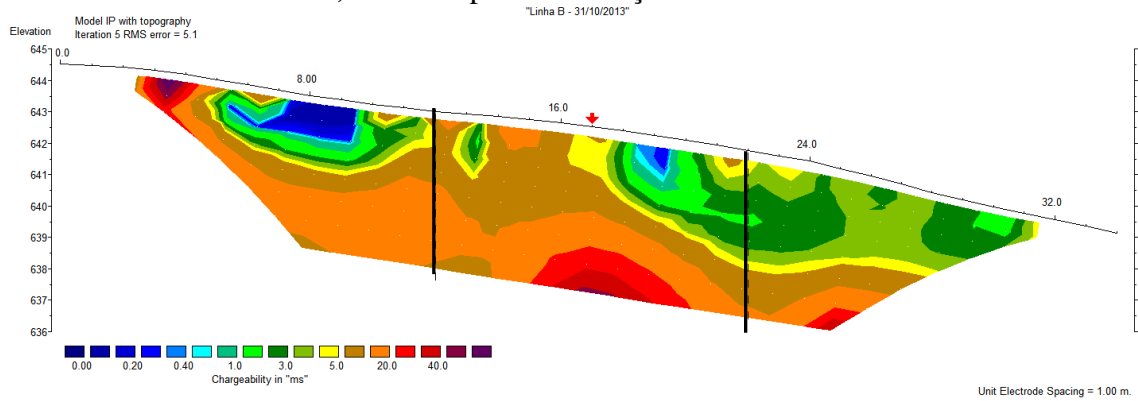 "Linha B - 31/10/2013"
Model IP with topography
Elevation
Iteration 5 RMS error = 5.1
645
0.0
644
8.00
643
16.0
642
24.0
641
640
32.0
639
638
637
636
0.00 0.20 0.40 1.0 3.0 5.0 20.0 40.0
Chargeability in "ms"
Unit Electrode Spacing = 1.00 m.